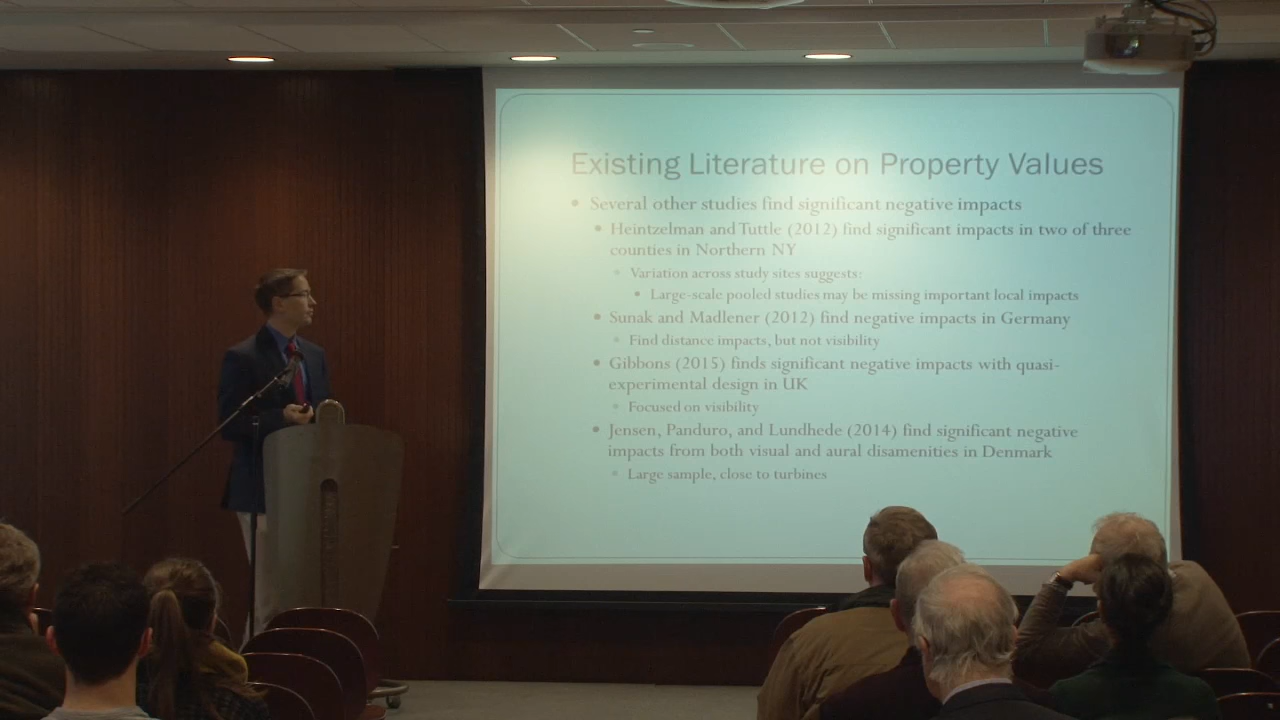 Existing Literature on Property Values
• Several other studies find significant negative impacts
• Heintzelman and Tuttle (2012) find significant impacts in two of three
counties in Northern NY
• Variation across study sites suggests:
• Large-scale pooled studies may be missing important local impacts
• Sunak and Madlener (2012) find negative impacts in Germany
• Find distance impacts, but not visibility
• Gibbons (2015) finds significant negative impacts with quasi-
experimental design in UK
• Focused on visibility
• Jensen, Panduro, and Lundhede (2014) find significant negative
impacts from both visual and aural disamenities in Denmark
• Large sample, close to turbines